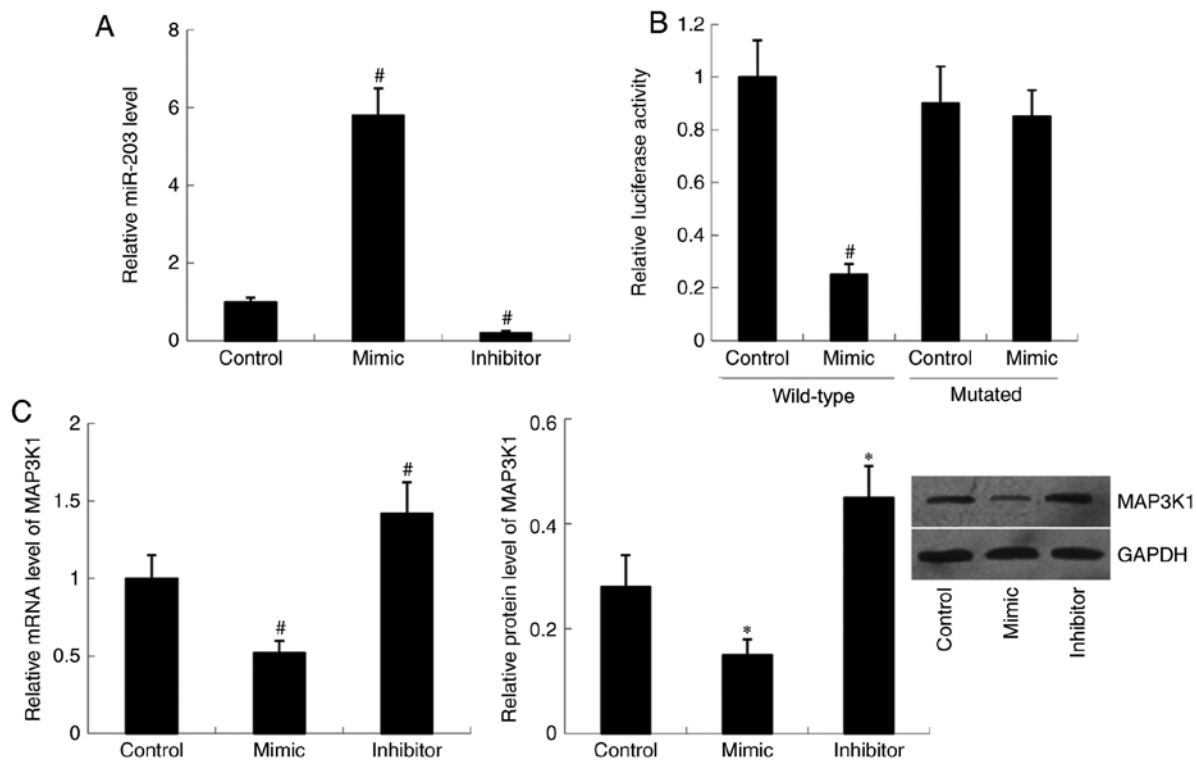 A
Relative miR-203 level
8
6
4
2
0
#
#
Control Mimic Inhibitor
B
Relative luciferase activity
1.2
1
0.8
0.6
0.4
0.2
0
#
Control Mimic Control Mimic
Wild-type Mutated
C
Relative mRNA level of MAP3K1
2
1.5
1
0.5
0
#
#
Control Mimic Inhibitor
Relative protein level of MAP3K1
0.6
0.4
0.2
0
*
*
Control Mimic Inhibitor
MAP3K1
GAPDH
Control
Mimic
Inhibitor